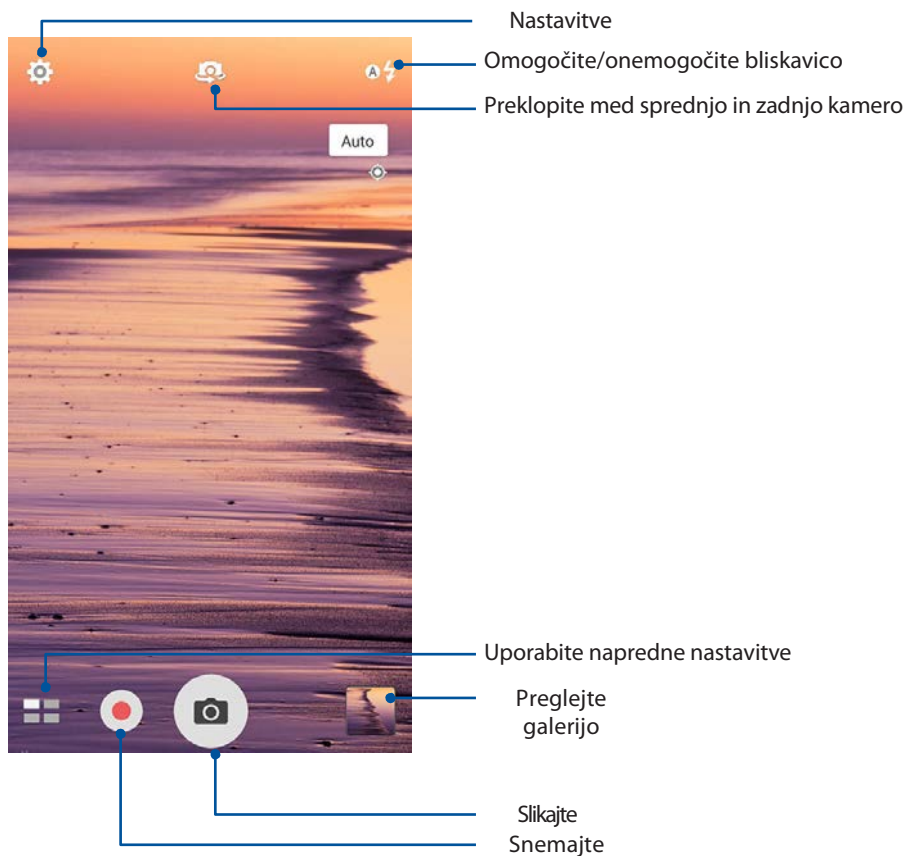 Nastavitve
Omogočite/onemogočite bliskavico
A
Preklopite med sprednjo in zadnjo kamero
Auto
Uporabite napredne nastavitve
Preglejte
galerijo
Slikajte
Snemajte